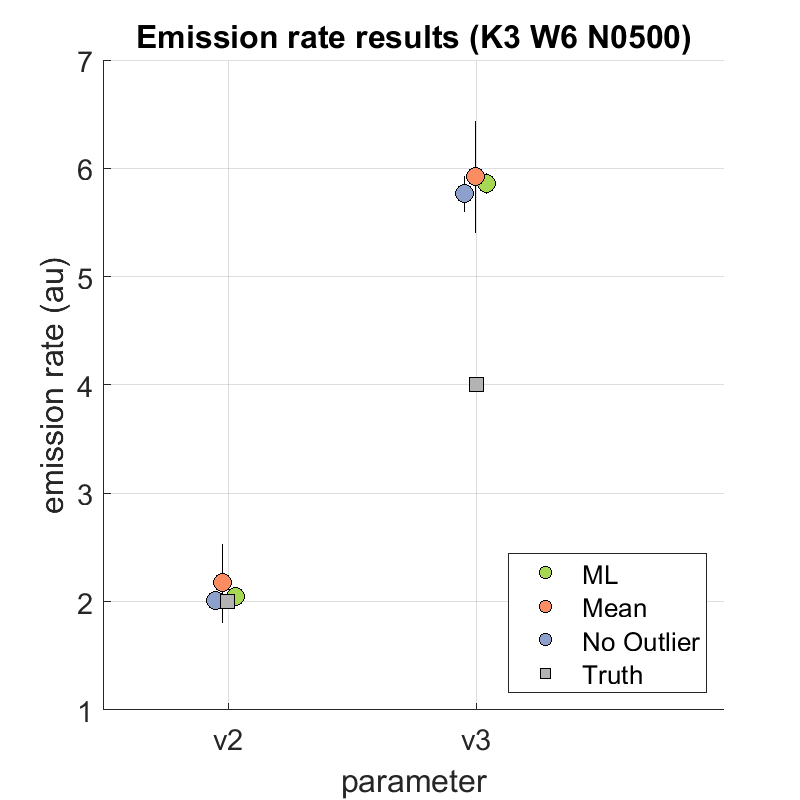 Emission rate results (K3 W6 N0500)
7
6
5
4
3
2
1
emission rate (au)
v2
v3
parameter
ML
Mean
No Outlier
Truth